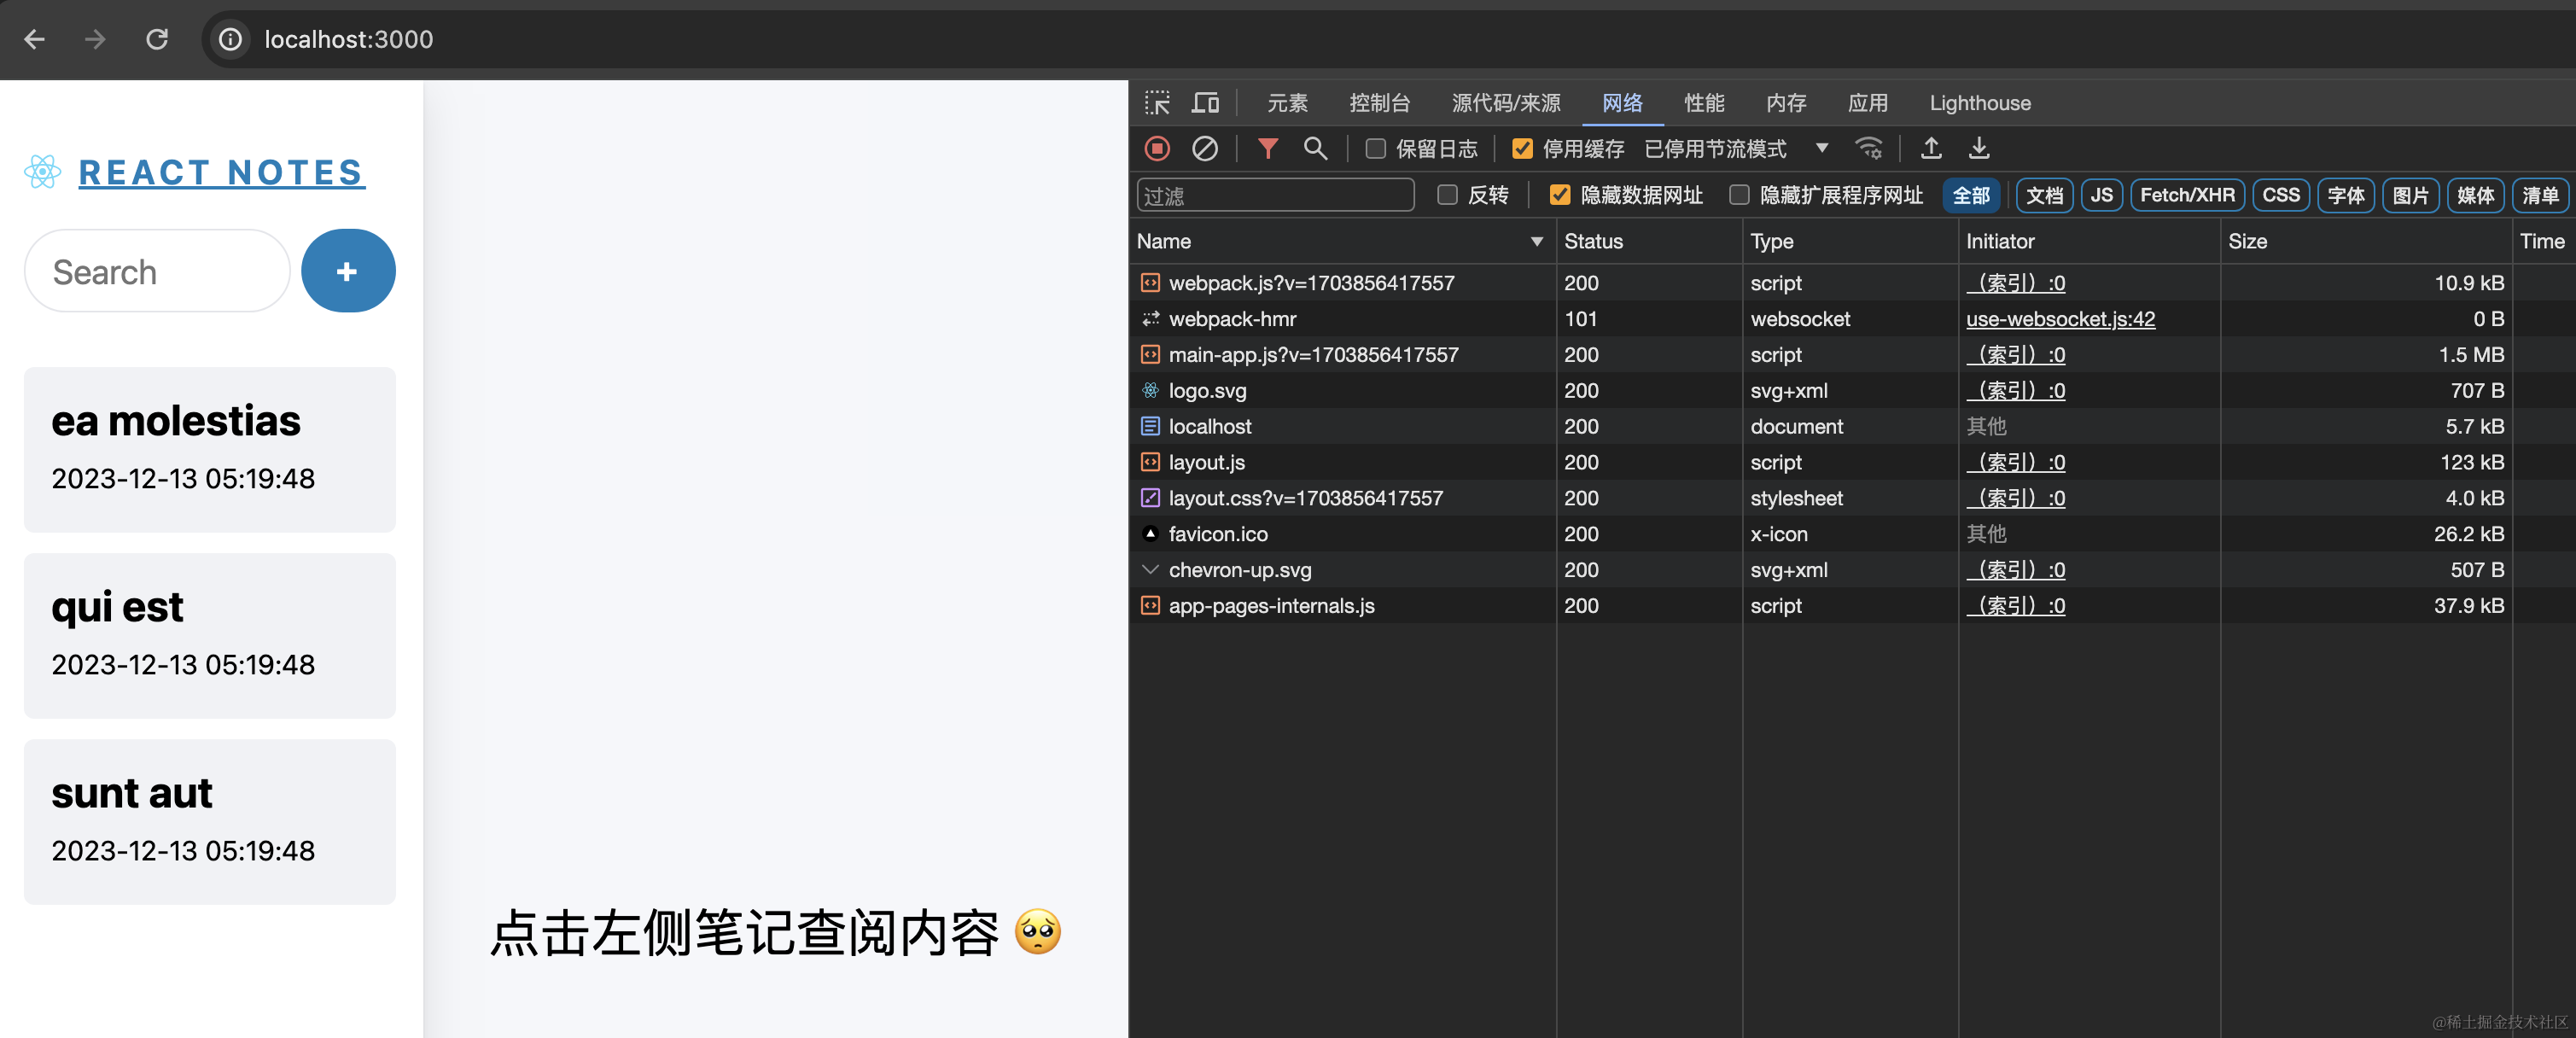 localhost:3000
REACT NOTES
Search
+
ea molestias
2023-12-13 05:19:48
qui est
2023-12-13 05:19:48
sunt aut
2023-12-13 05:19:48
点击左侧笔记查阅内容 🥺
元素 控制台 源代码/来源 网络 性能 内存 应用 Lighthouse
保留日志 停用缓存 已停用节流模式
过滤 反转 隐藏数据网址 隐藏扩展程序网址 全部 文档 JS Fetch/XHR CSS 字体 图片 媒体 清单
Name Status Type Initiator Size Time
webpack.js?v=1703856417557 200 script （索引）:0 10.9 kB
webpack-hmr 101 websocket use-websocket.js:42 0 B
main-app.js?v=1703856417557 200 script （索引）:0 1.5 MB
logo.svg 200 svg+xml （索引）:0 707 B
localhost 200 document 其他 5.7 kB
layout.js 200 script （索引）:0 123 kB
layout.css?v=1703856417557 200 stylesheet （索引）:0 4.0 kB
favicon.ico 200 x-icon 其他 26.2 kB
chevron-up.svg 200 svg+xml （索引）:0 507 B
app-pages-internals.js 200 script （索引）:0 37.9 kB
@稀土掘金技术社区